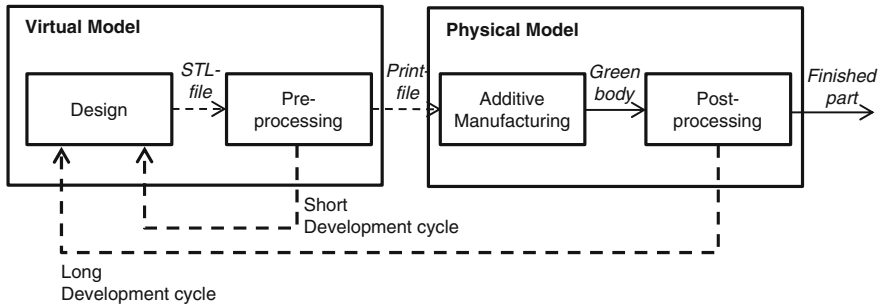 Virtual Model
Physical Model
STL-
file
Print-
file
Green
body
Finished
part
Design
Pre-
processing
Additive
Manufacturing
Post-
processing
Short
Development cycle
Long
Development cycle